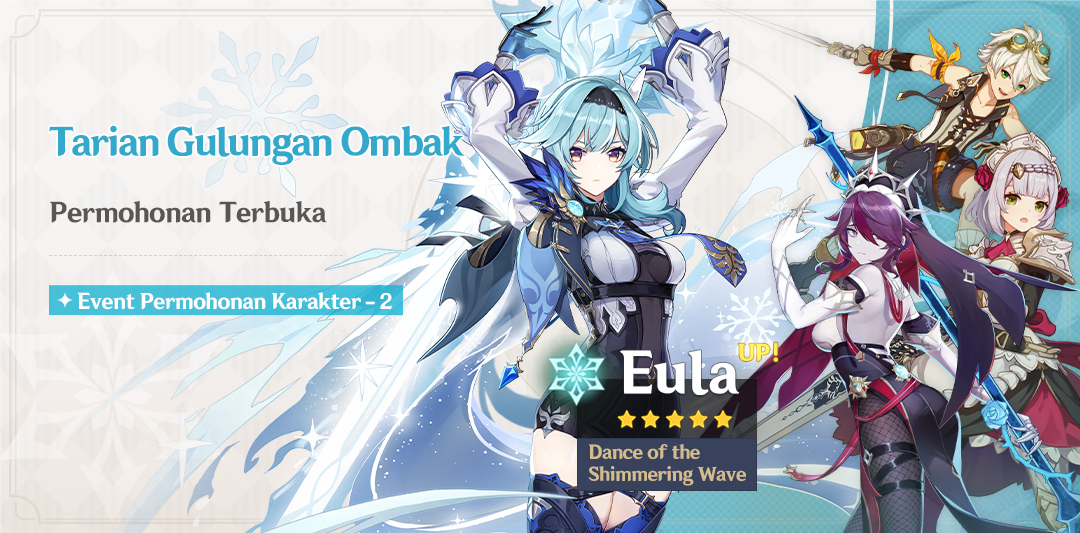 Tarian Gulungan Ombak
Permohonan Terbuka
✦ Event Permohonan Karakter – 2
Eula
UP!
★★★★★
Dance of the
Shimmering Wave